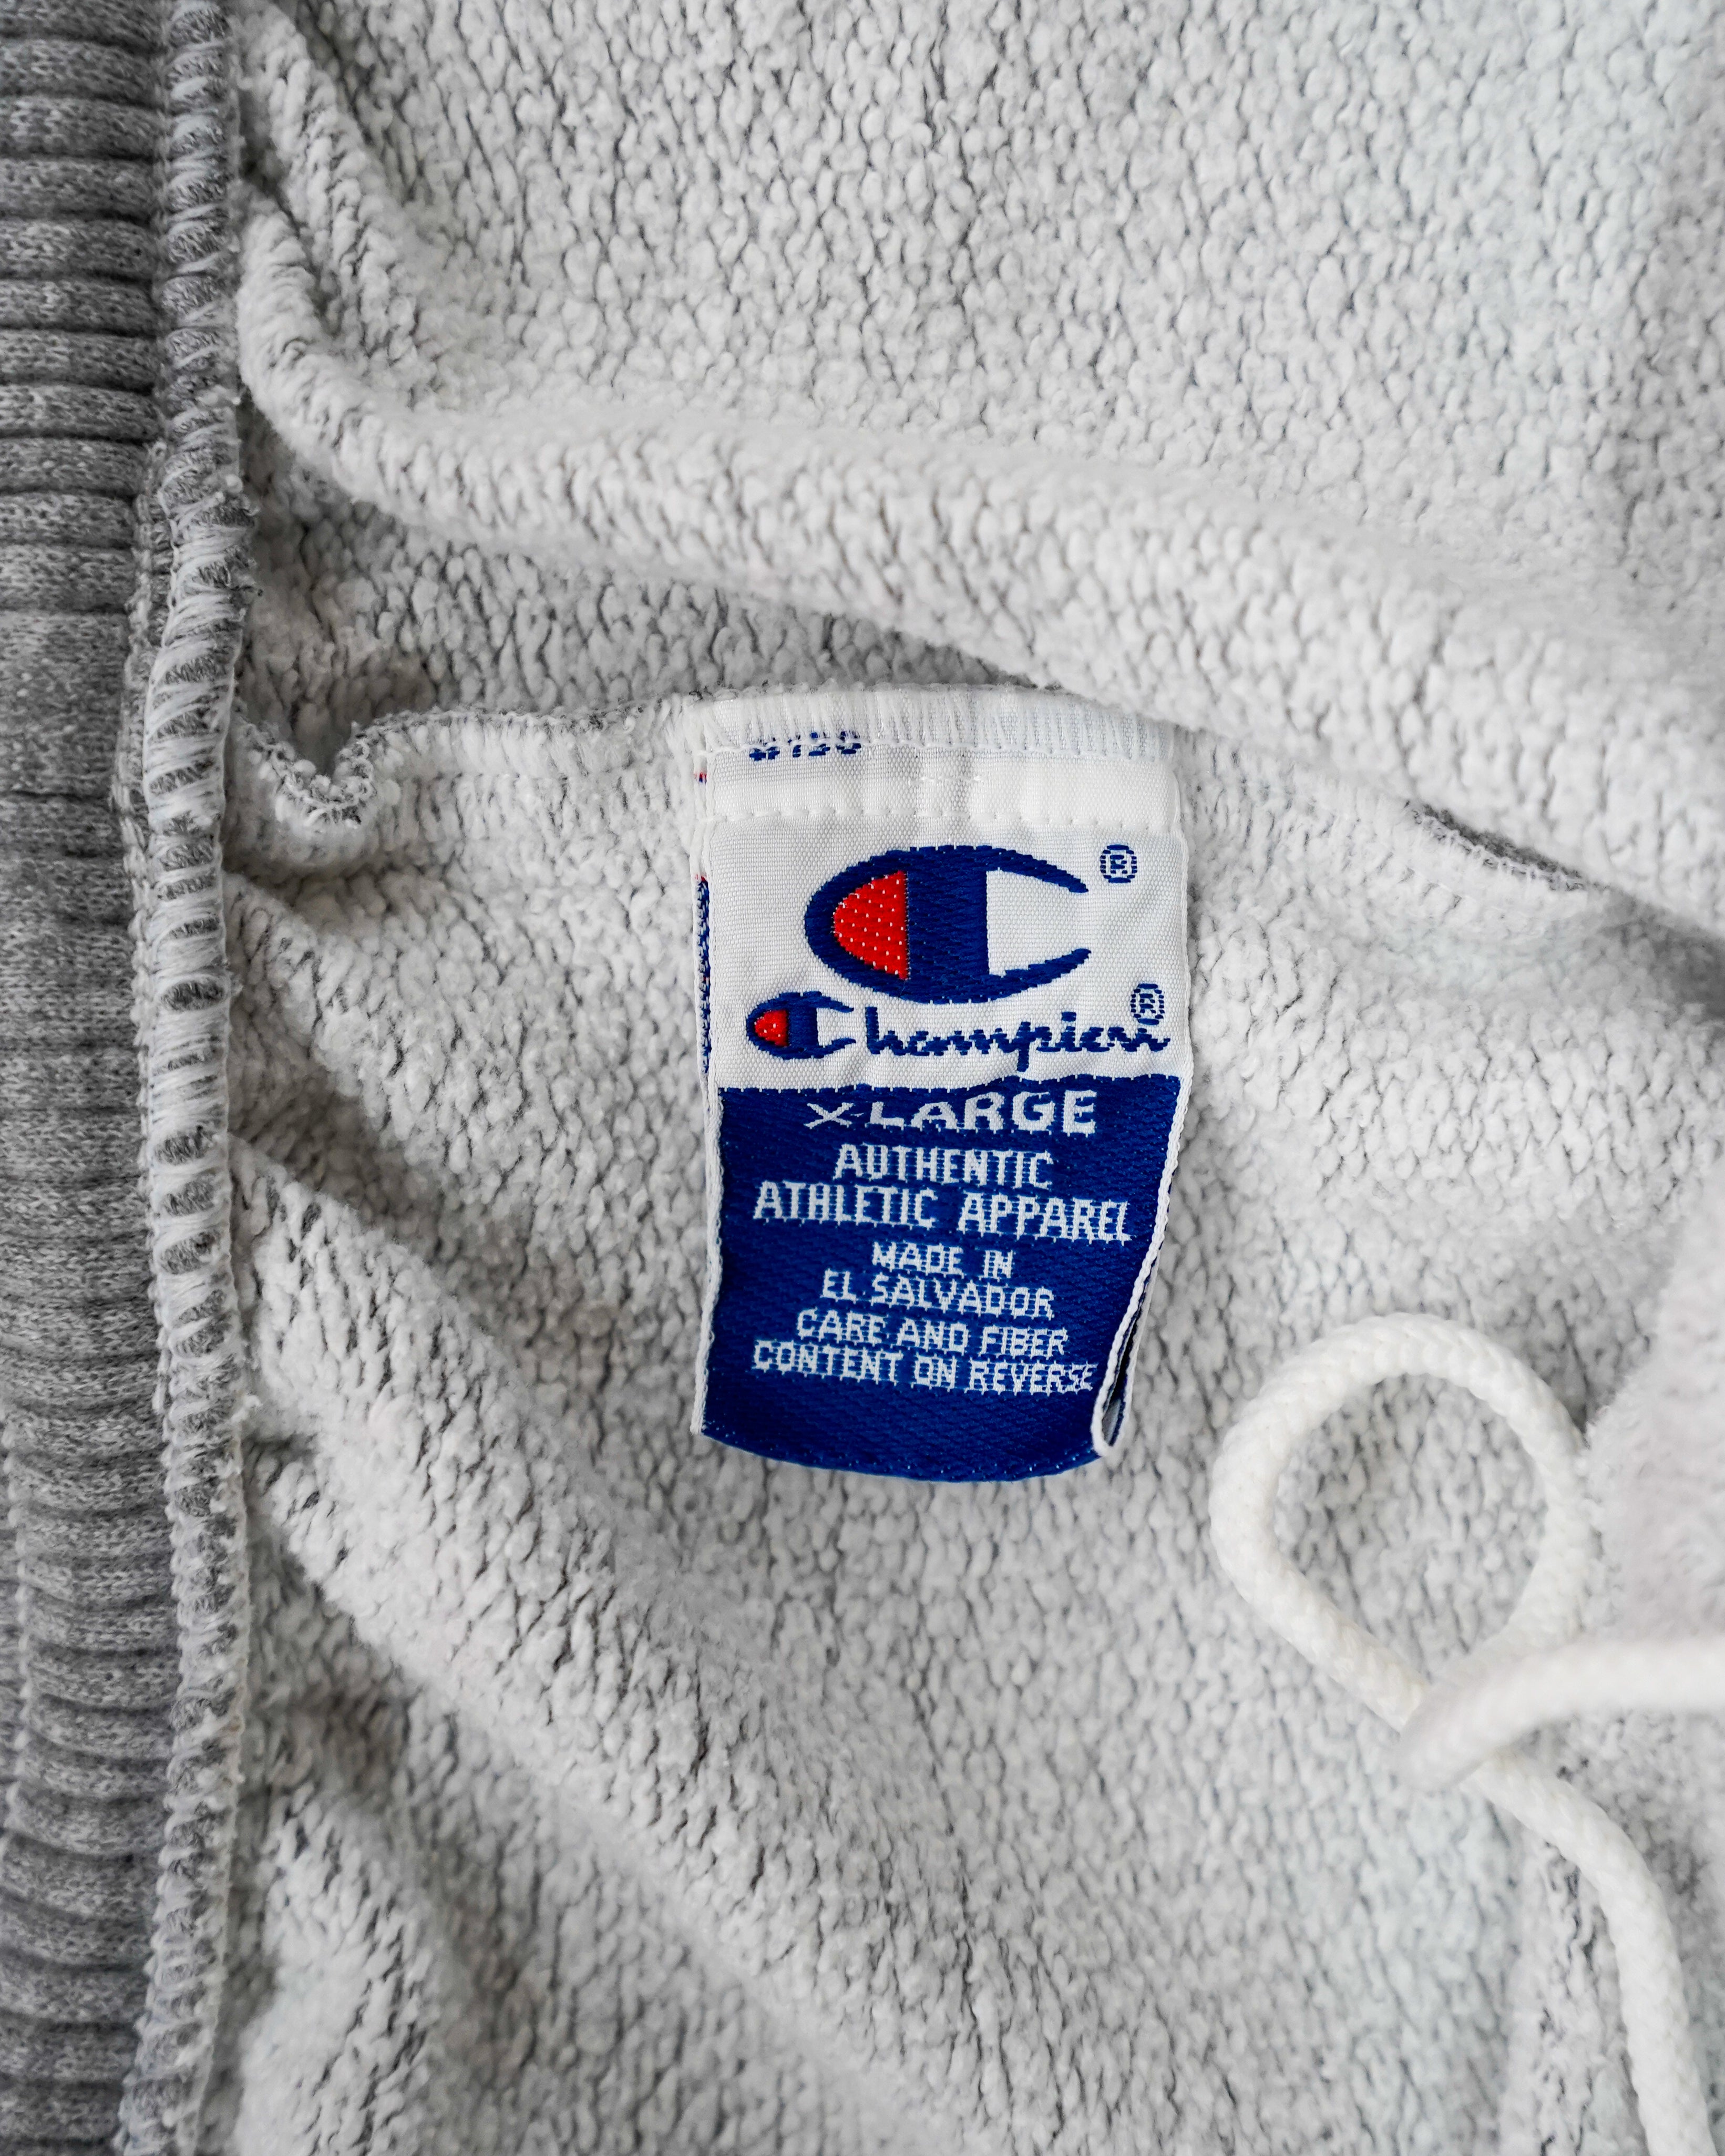 ®
Champion®
X-LARGE
AUTHENTIC
ATHLETIC APPAREL
MADE IN
EL SALVADOR
CARE AND FIBER
CONTENT ON REVERSE